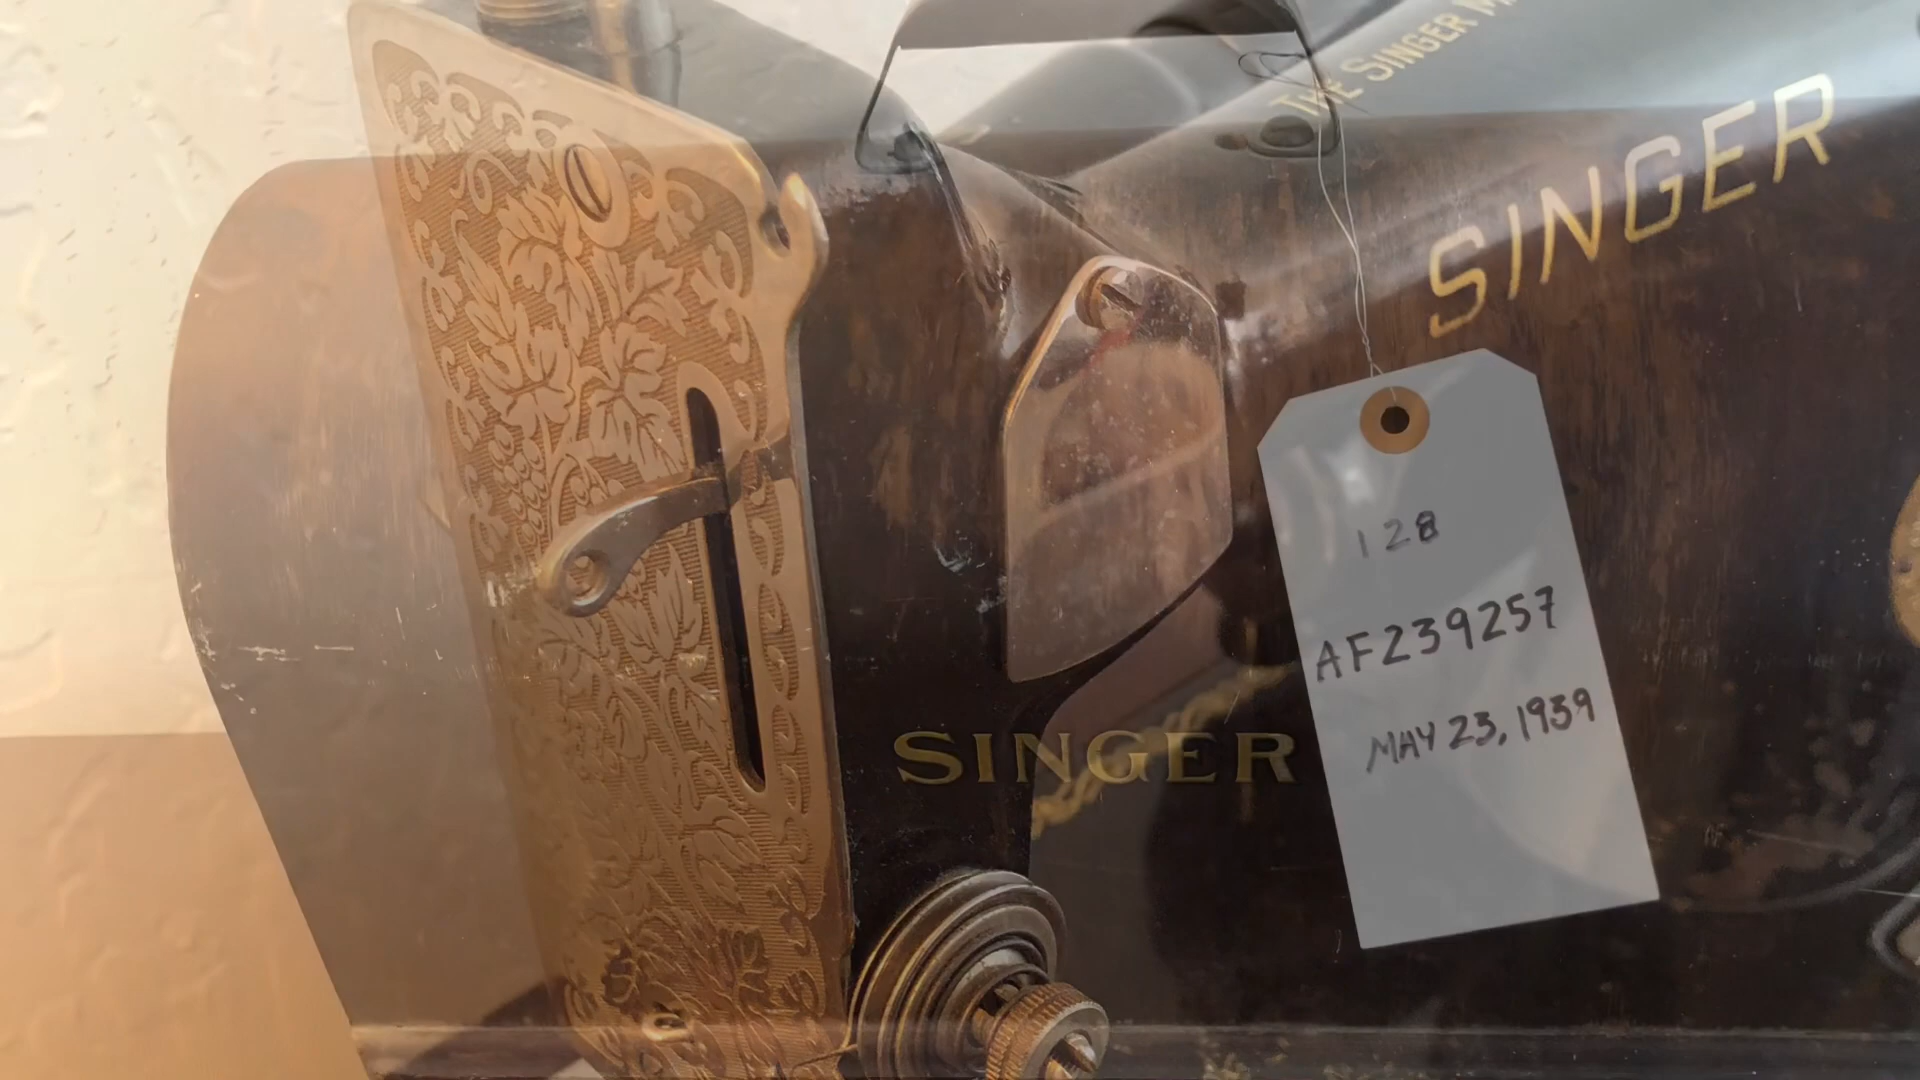 THE SINGER M
SINGER
128
AF239257
MAY 23, 1939
SINGER